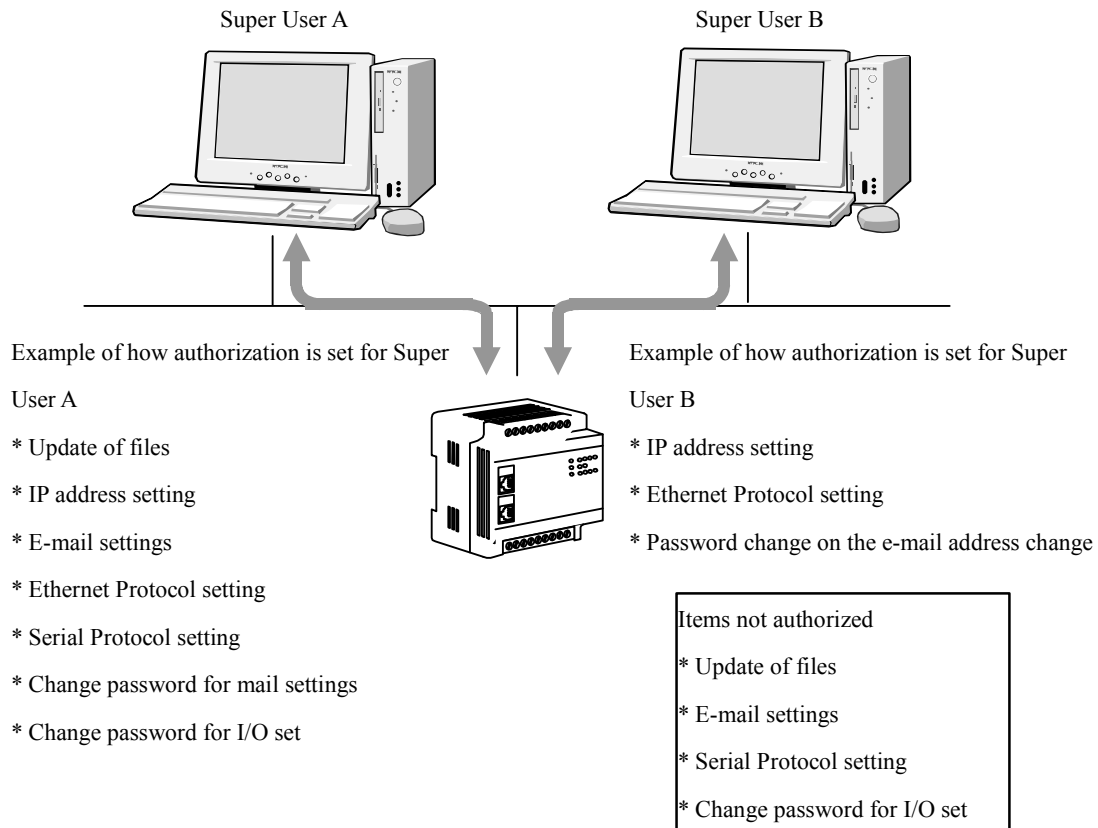 Super User A
Super User B
Example of how authorization is set for Super
User A
* Update of files
* IP address setting
* E-mail settings
* Ethernet Protocol setting
* Serial Protocol setting
* Change password for mail settings
* Change password for I/O set
Example of how authorization is set for Super
User B
* IP address setting
* Ethernet Protocol setting
* Password change on the e-mail address change
Items not authorized
* Update of files
* E-mail settings
* Serial Protocol setting
* Change password for I/O set